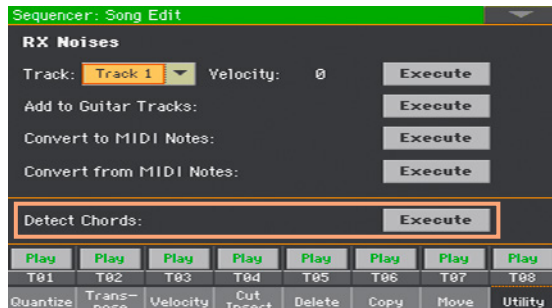 Sequencer: Song Edit
RX Noises
Track: Track 1 Velocity: 0 Execute
Add to Guitar Tracks: Execute
Convert to MIDI Notes: Execute
Convert from MIDI Notes: Execute
Detect Chords: Execute
Play Play Play Play Play Play Play Play
T01 T02 T03 T04 T05 T06 T07 T08
Quantize Trans- Velocity Cut Delete Copy Move Utility